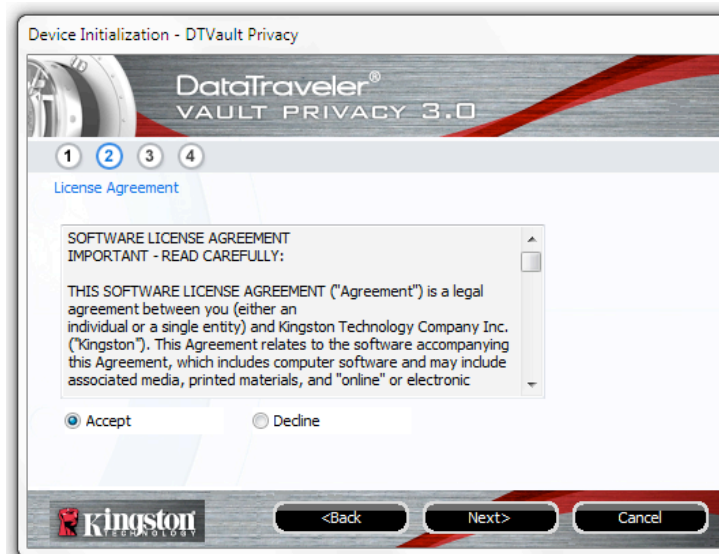 Device Initialization - DTVault Privacy
DataTraveler®
VAULT PRIVACY 3.0
1 2 3 4
License Agreement
SOFTWARE LICENSE AGREEMENT
IMPORTANT - READ CAREFULLY:
THIS SOFTWARE LICENSE AGREEMENT ("Agreement") is a legal
agreement between you (either an
individual or a single entity) and Kingston Technology Company Inc.
("Kingston"). This Agreement relates to the software accompanying
this Agreement, which includes computer software and may include
associated media, printed materials, and "online" or electronic
Accept Decline
Kingston
TECHNOLOGY
<Back Next> Cancel